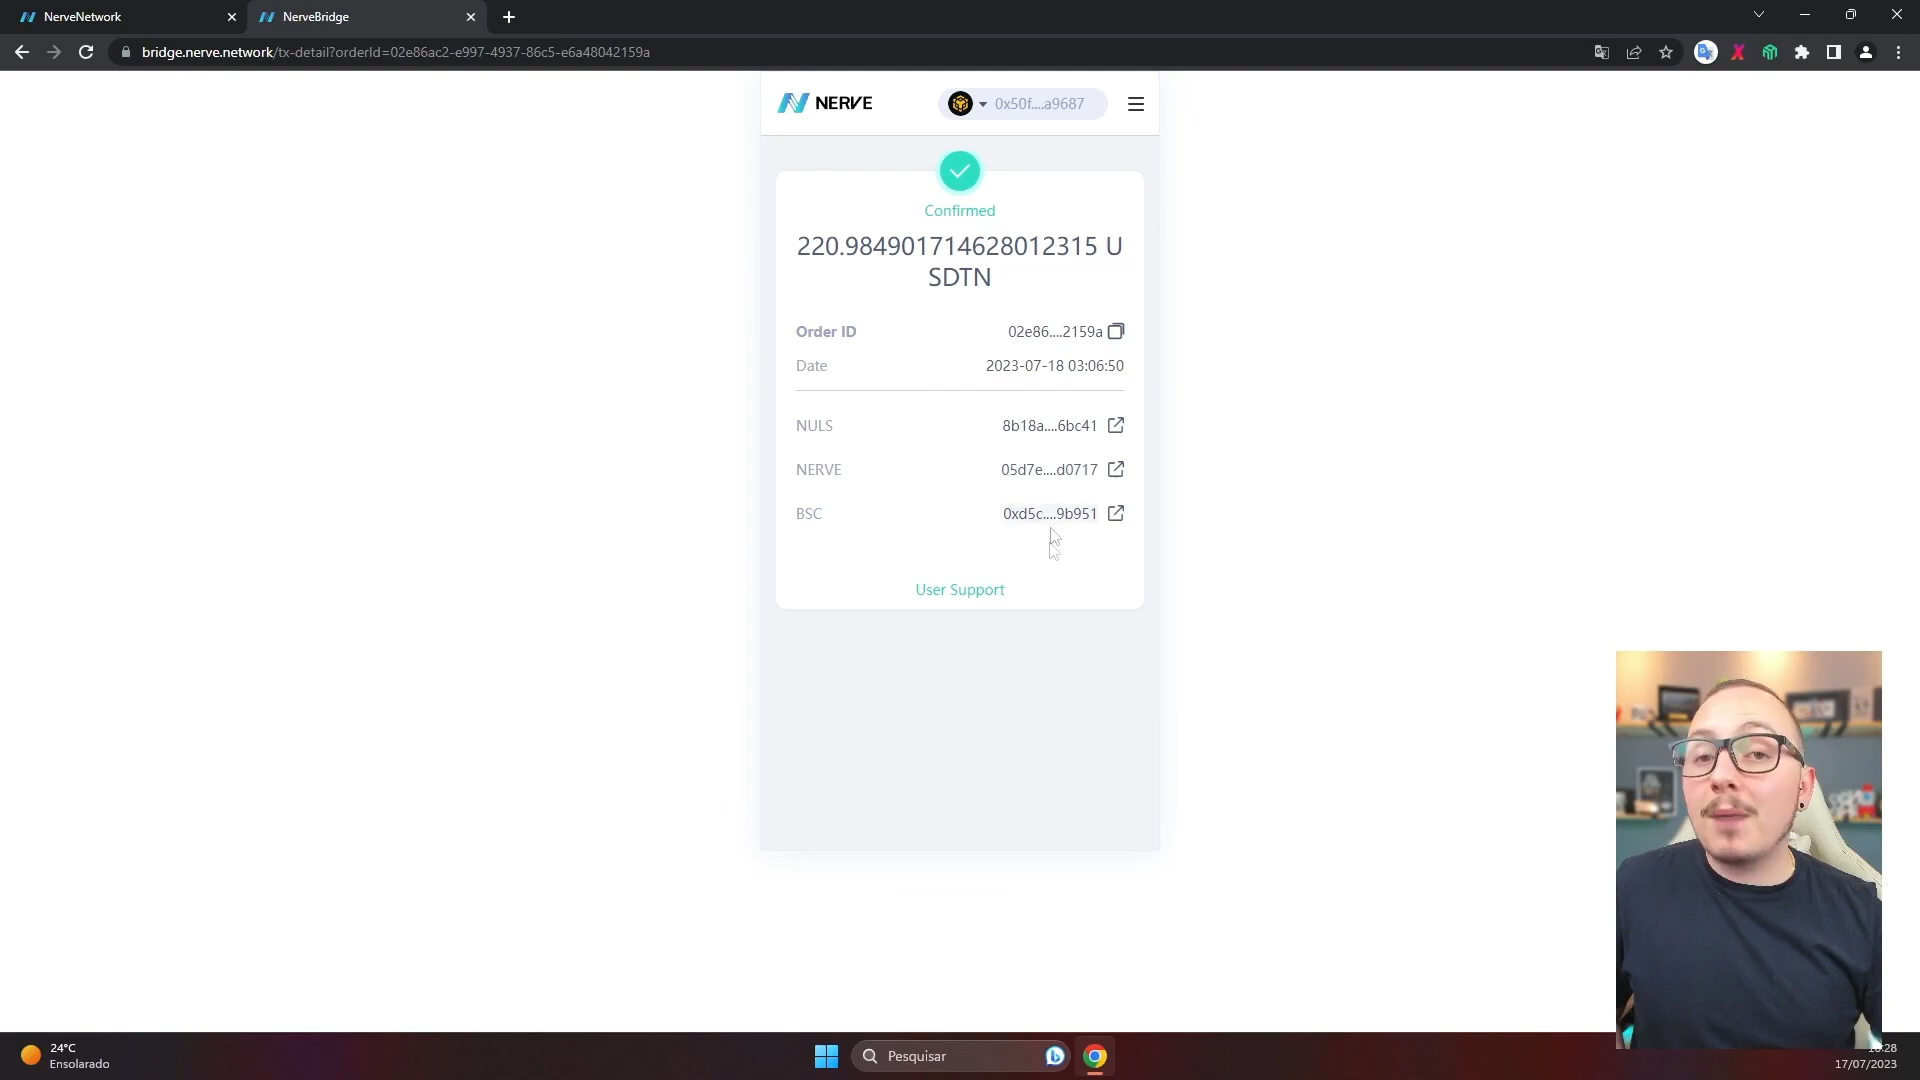 NerveNetwork
NerveBridge
bridge.nerve.network/tx-detail?orderId=02e86ac2-e997-4937-86c5-e6a48042159a
NERVE
0x50f....a9687
Confirmed
220.984901714628012315 U
SDTN
Order ID
02e86....2159a
Date
2023-07-18 03:06:50
NULS
8b18a....6bc41
NERVE
05d7e....d0717
BSC
0xd5c....9b951
User Support
24°C
Ensolarado
Pesquisar
17/07/2023